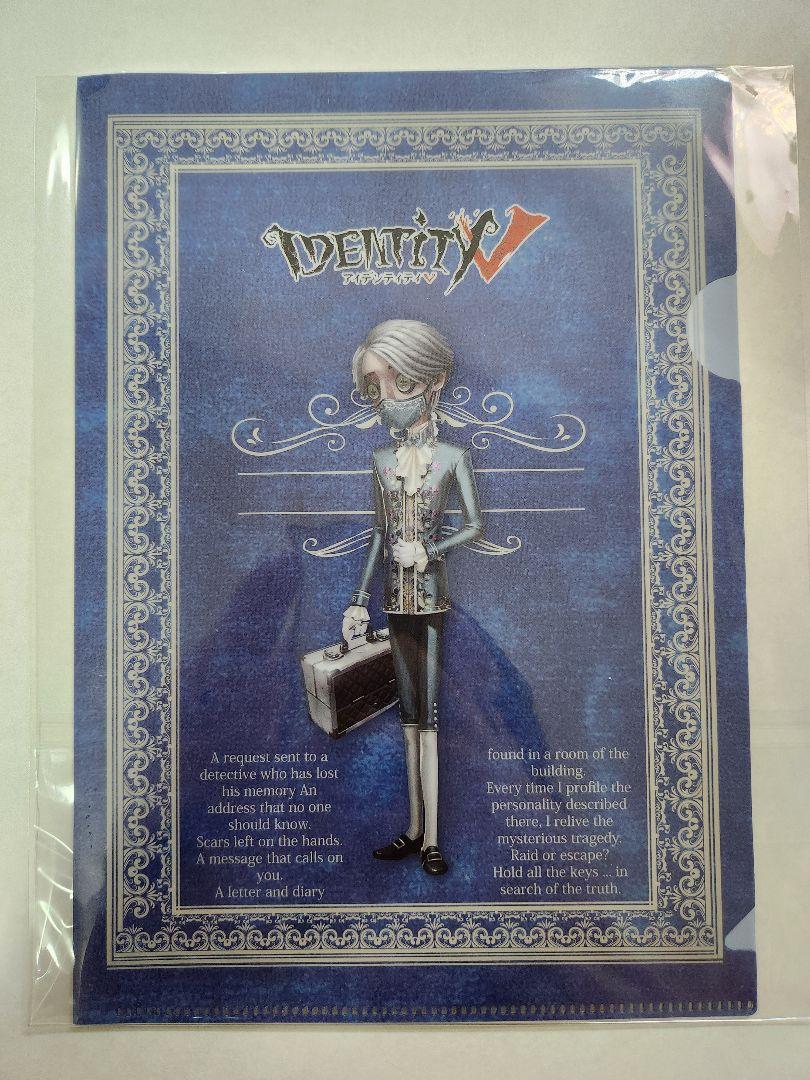 IDENTITY V
アイデンティティV
A request sent to a
detective who has lost
his memory An
address that no one
should know.
Scars left on the hands.
A message that calls on
you.
A letter and diary
found in a room of the
building.
Every time I profile the
personality described
there, I relive the
mysterious tragedy.
Raid or escape?
Hold all the keys ... in
search of the truth.